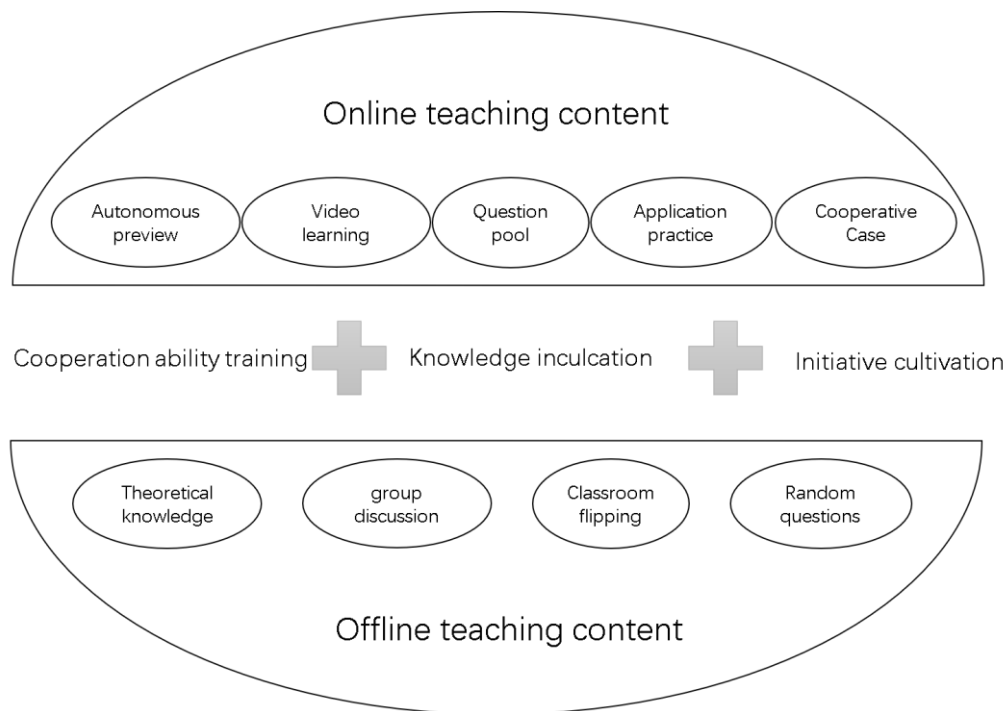 Online teaching content
Autonomous
preview
Video
learning
Question
pool
Application
practice
Cooperative
Case
Cooperation ability training
Knowledge inculcation
Initiative cultivation
Theoretical
knowledge
group
discussion
Classroom
flipping
Random
questions
Offline teaching content